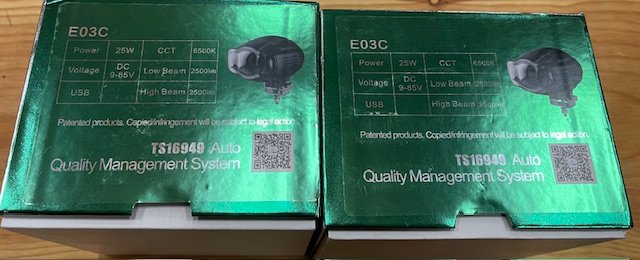 E03C
Power 25W CCT 6500K
Voltage DC 9-85V Low Beam 2500lm
USB High Beam 2500lm
Patented products. Copied/infringement will be subject to legal action.
TS16949 Auto
Quality Management System
E03C
Power 25W CCT 6500K
Voltage DC 9-85V Low Beam 2500lm
USB High Beam 2500lm
Patented products. Copied/infringement will be subject to legal action.
TS16949 Auto
Quality Management System